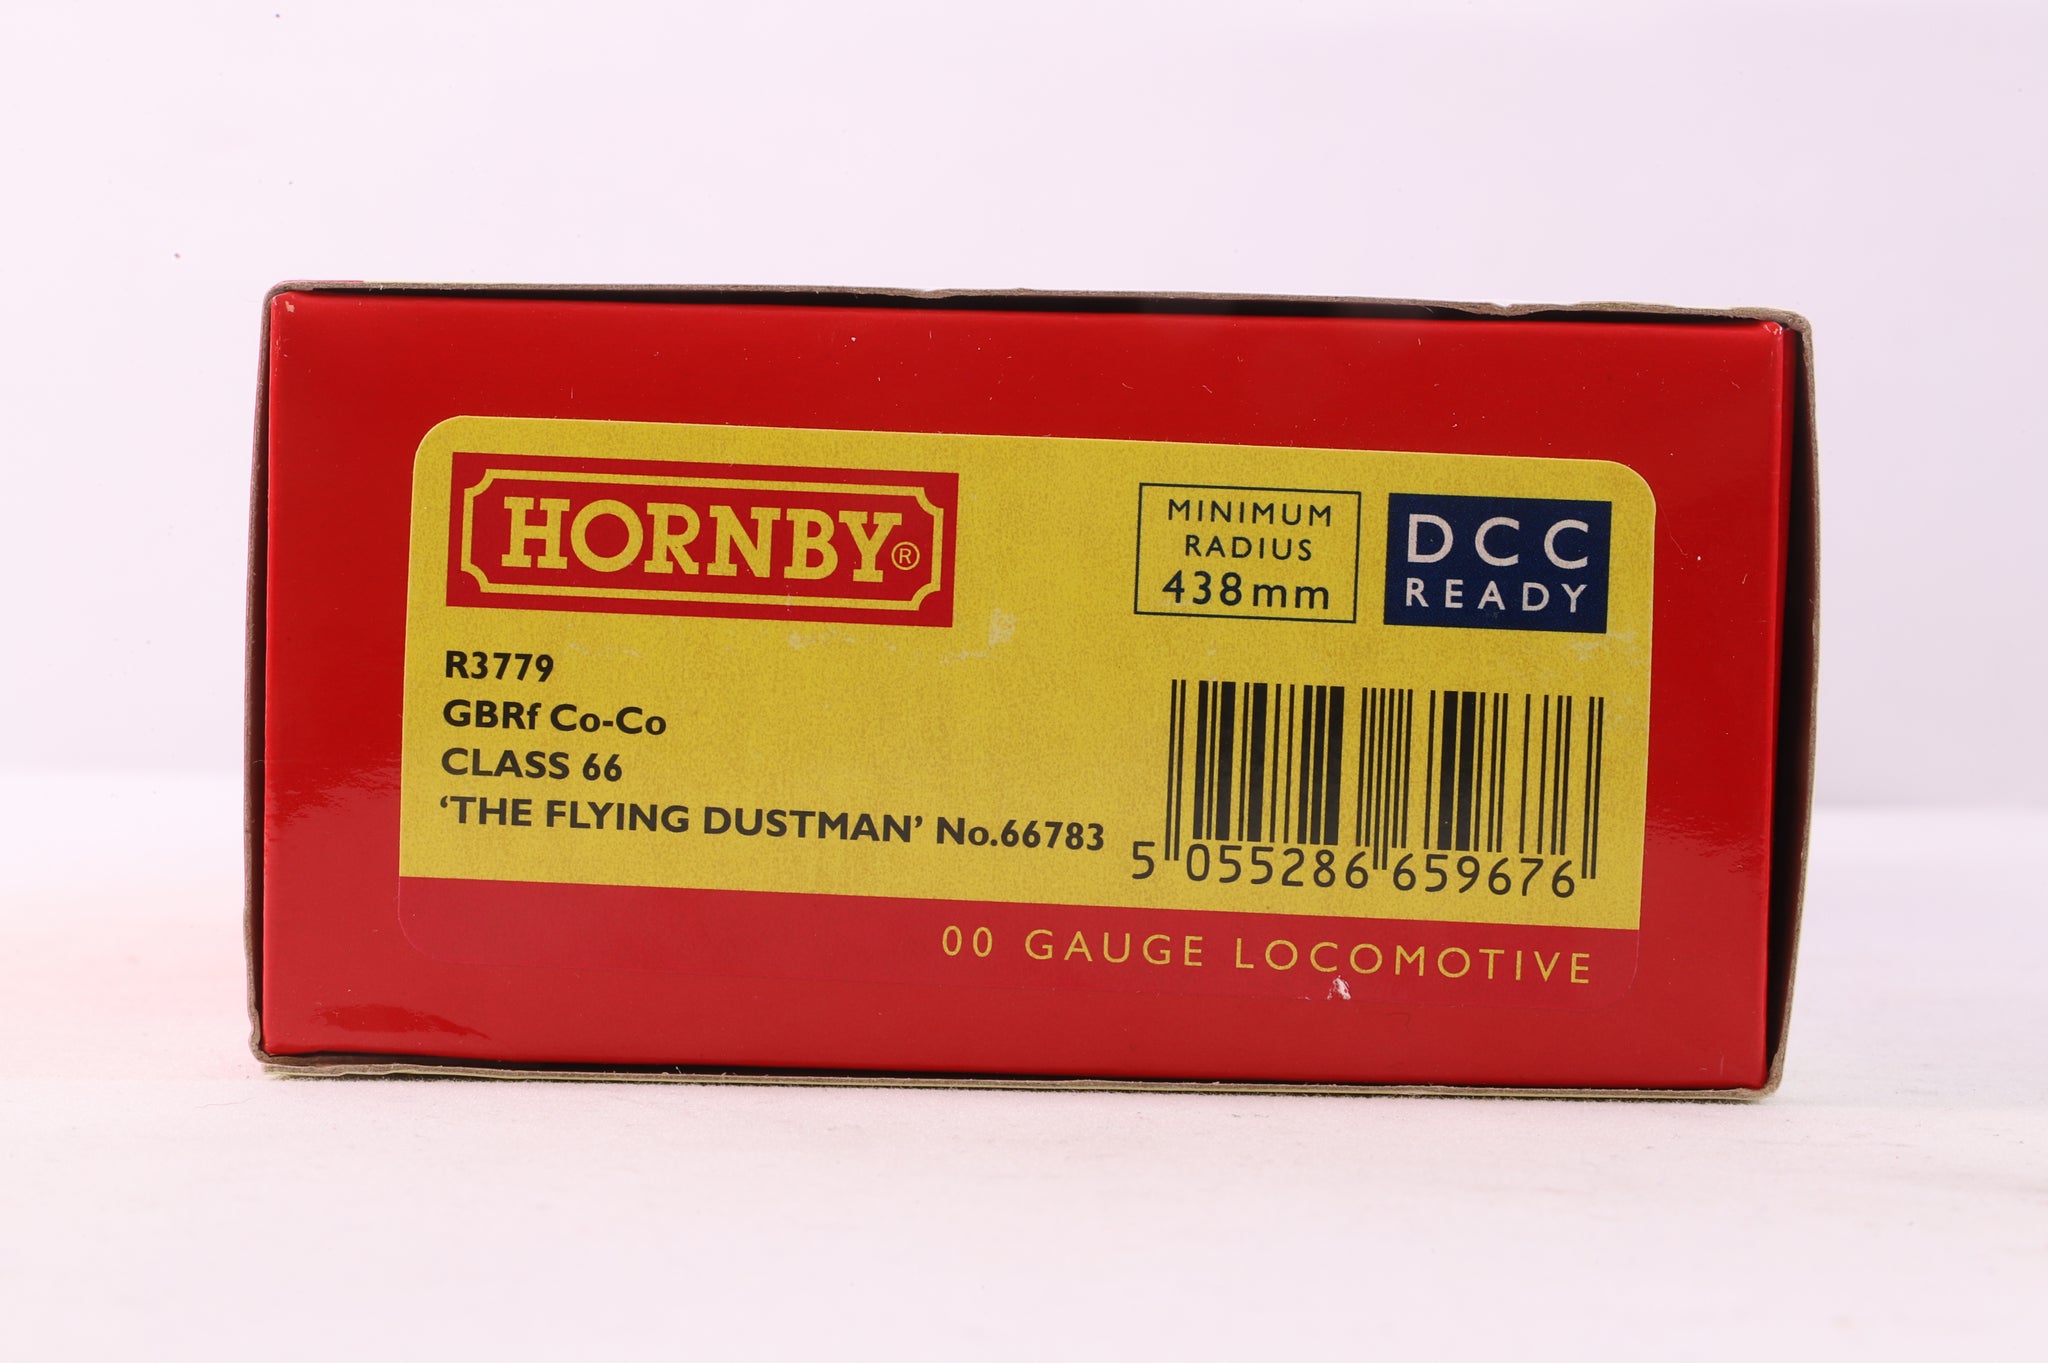 HORNBY®
MINIMUM
RADIUS
438mm
DCC
READY
R3779
GBRf Co-Co
CLASS 66
‘THE FLYING DUSTMAN’ No.66783
5 055286 659676
00 GAUGE LOCOMOTIVE